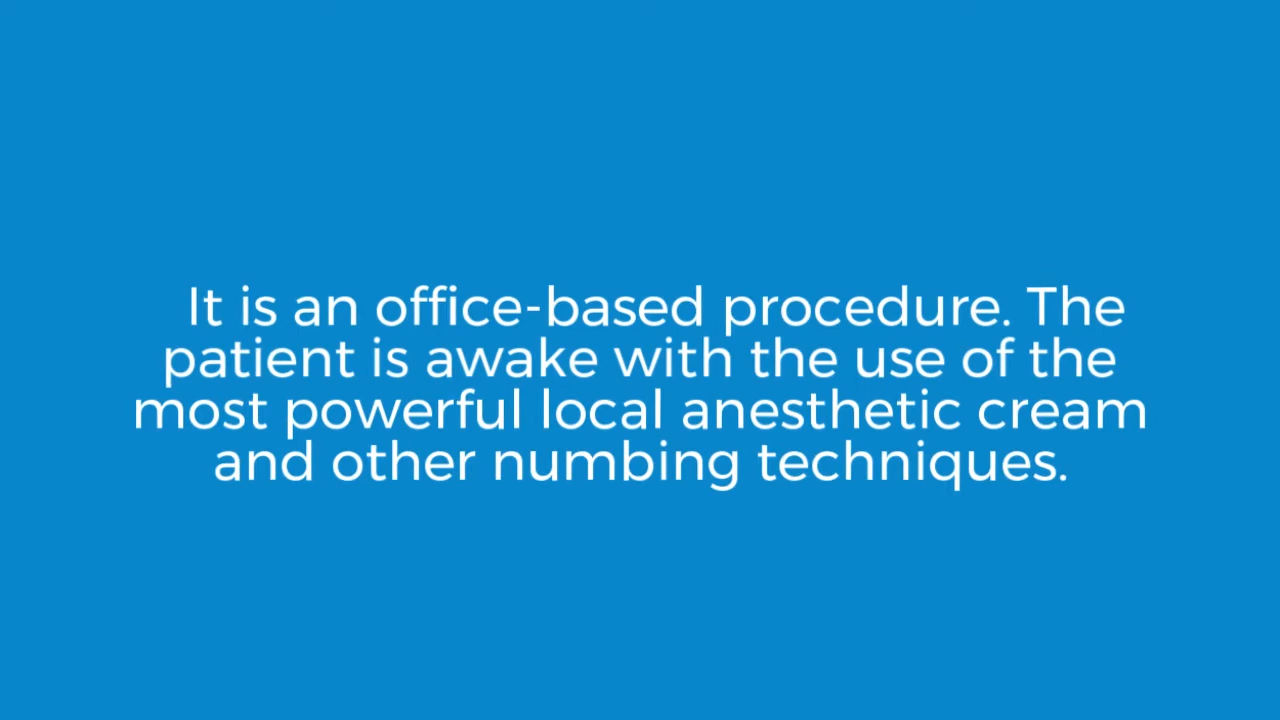 It is an office-based procedure. The
patient is awake with the use of the
most powerful local anesthetic cream
and other numbing techniques.